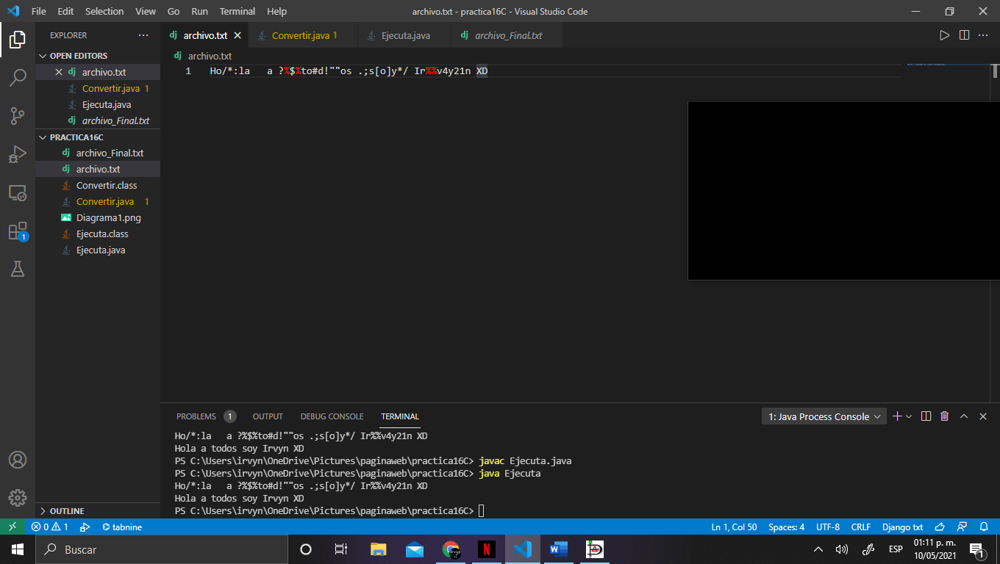 File Edit Selection View Go Run Terminal Help
archivo.txt - practica16C - Visual Studio Code
EXPLORER
OPEN EDITORS
archivo.txt
Convertir.java 1
Ejecuta.java
archivo_Final.txt
PRACTICA16C
archivo_Final.txt
archivo.txt
Convertir.class
Convertir.java 1
Diagrama1.png
Ejecuta.class
Ejecuta.java
OUTLINE
1
dj archivo.txt
Convertir.java 1
Ejecuta.java
dj archivo_Final.txt
dj archivo.txt
1 Ho/*:la   a ?%$%to#d!""os .;s[o]y*/ Ir%%v4y21n XD
PROBLEMS 1 OUTPUT DEBUG CONSOLE TERMINAL
1: Java Process Console
Ho/*:la   a ?%$%to#d!""os .;s[o]y*/ Ir%%v4y21n XD
Hola a todos soy Irvyn XD
PS C:\Users\irvyn\OneDrive\Pictures\paginaweb\practica16C> javac Ejecuta.java
PS C:\Users\irvyn\OneDrive\Pictures\paginaweb\practica16C> java Ejecuta
Ho/*:la   a ?%$%to#d!""os .;s[o]y*/ Ir%%v4y21n XD
Hola a todos soy Irvyn XD
PS C:\Users\irvyn\OneDrive\Pictures\paginaweb\practica16C>
0 1 tabnine
Ln 1, Col 50 Spaces: 4 UTF-8 CRLF Django txt
Buscar
ESP
01:11 p. m.
10/05/2021
1